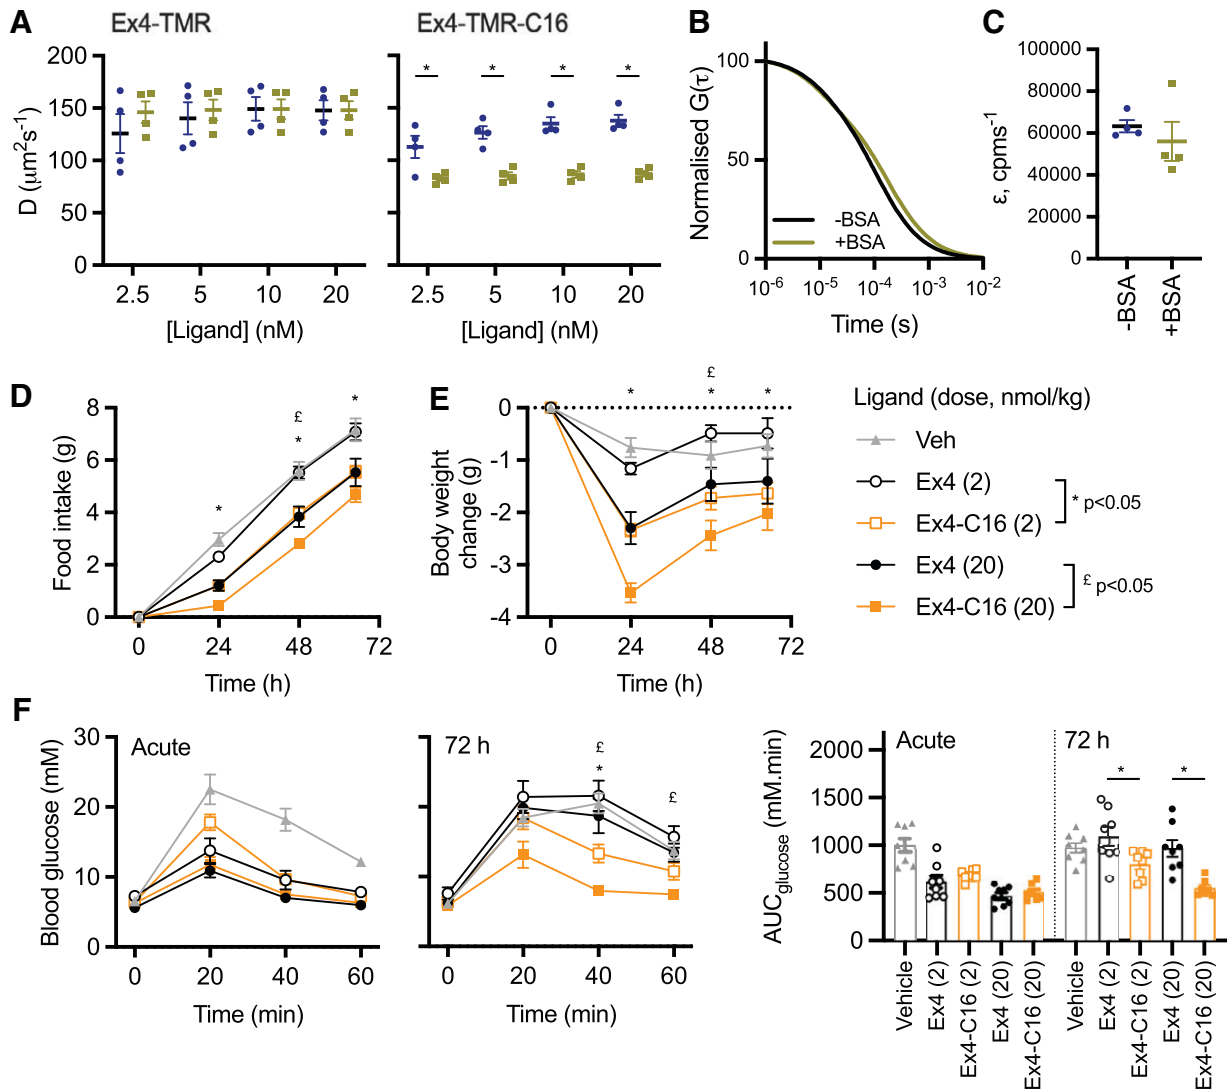 A
Ex4-TMR
Ex4-TMR-C16
D (μm²s⁻¹)
200
150
100
50
0
* * * *
2.5 5 10 20
2.5 5 10 20
[Ligand] (nM)
[Ligand] (nM)
B
Normalised G(τ)
100
50
0
-BSA
+BSA
10⁻⁶ 10⁻⁵ 10⁻⁴ 10⁻³ 10⁻²
Time (s)
C
ε, cpms⁻¹
100000
80000
60000
40000
20000
0
-BSA
+BSA
D
Food intake (g)
8
6
4
2
0
*
£
*
*
0 24 48 72
Time (h)
E
Body weight
change (g)
0
-1
-2
-3
-4
*
£
*
*
0 24 48 72
Time (h)
Ligand (dose, nmol/kg)
Veh
Ex4 (2)
Ex4-C16 (2)
* p<0.05
Ex4 (20)
Ex4-C16 (20)
£ p<0.05
F
Blood glucose (mM)
30
20
10
0
Acute
0 20 40 60
Time (min)
72 h
£
*
£
0 20 40 60
Time (min)
AUCglucose (mM.min)
2000
1500
1000
500
0
Acute
72 h
* *
Vehicle
Ex4 (2)
Ex4-C16 (2)
Ex4 (20)
Ex4-C16 (20)
Vehicle
Ex4 (2)
Ex4-C16 (2)
Ex4 (20)
Ex4-C16 (20)